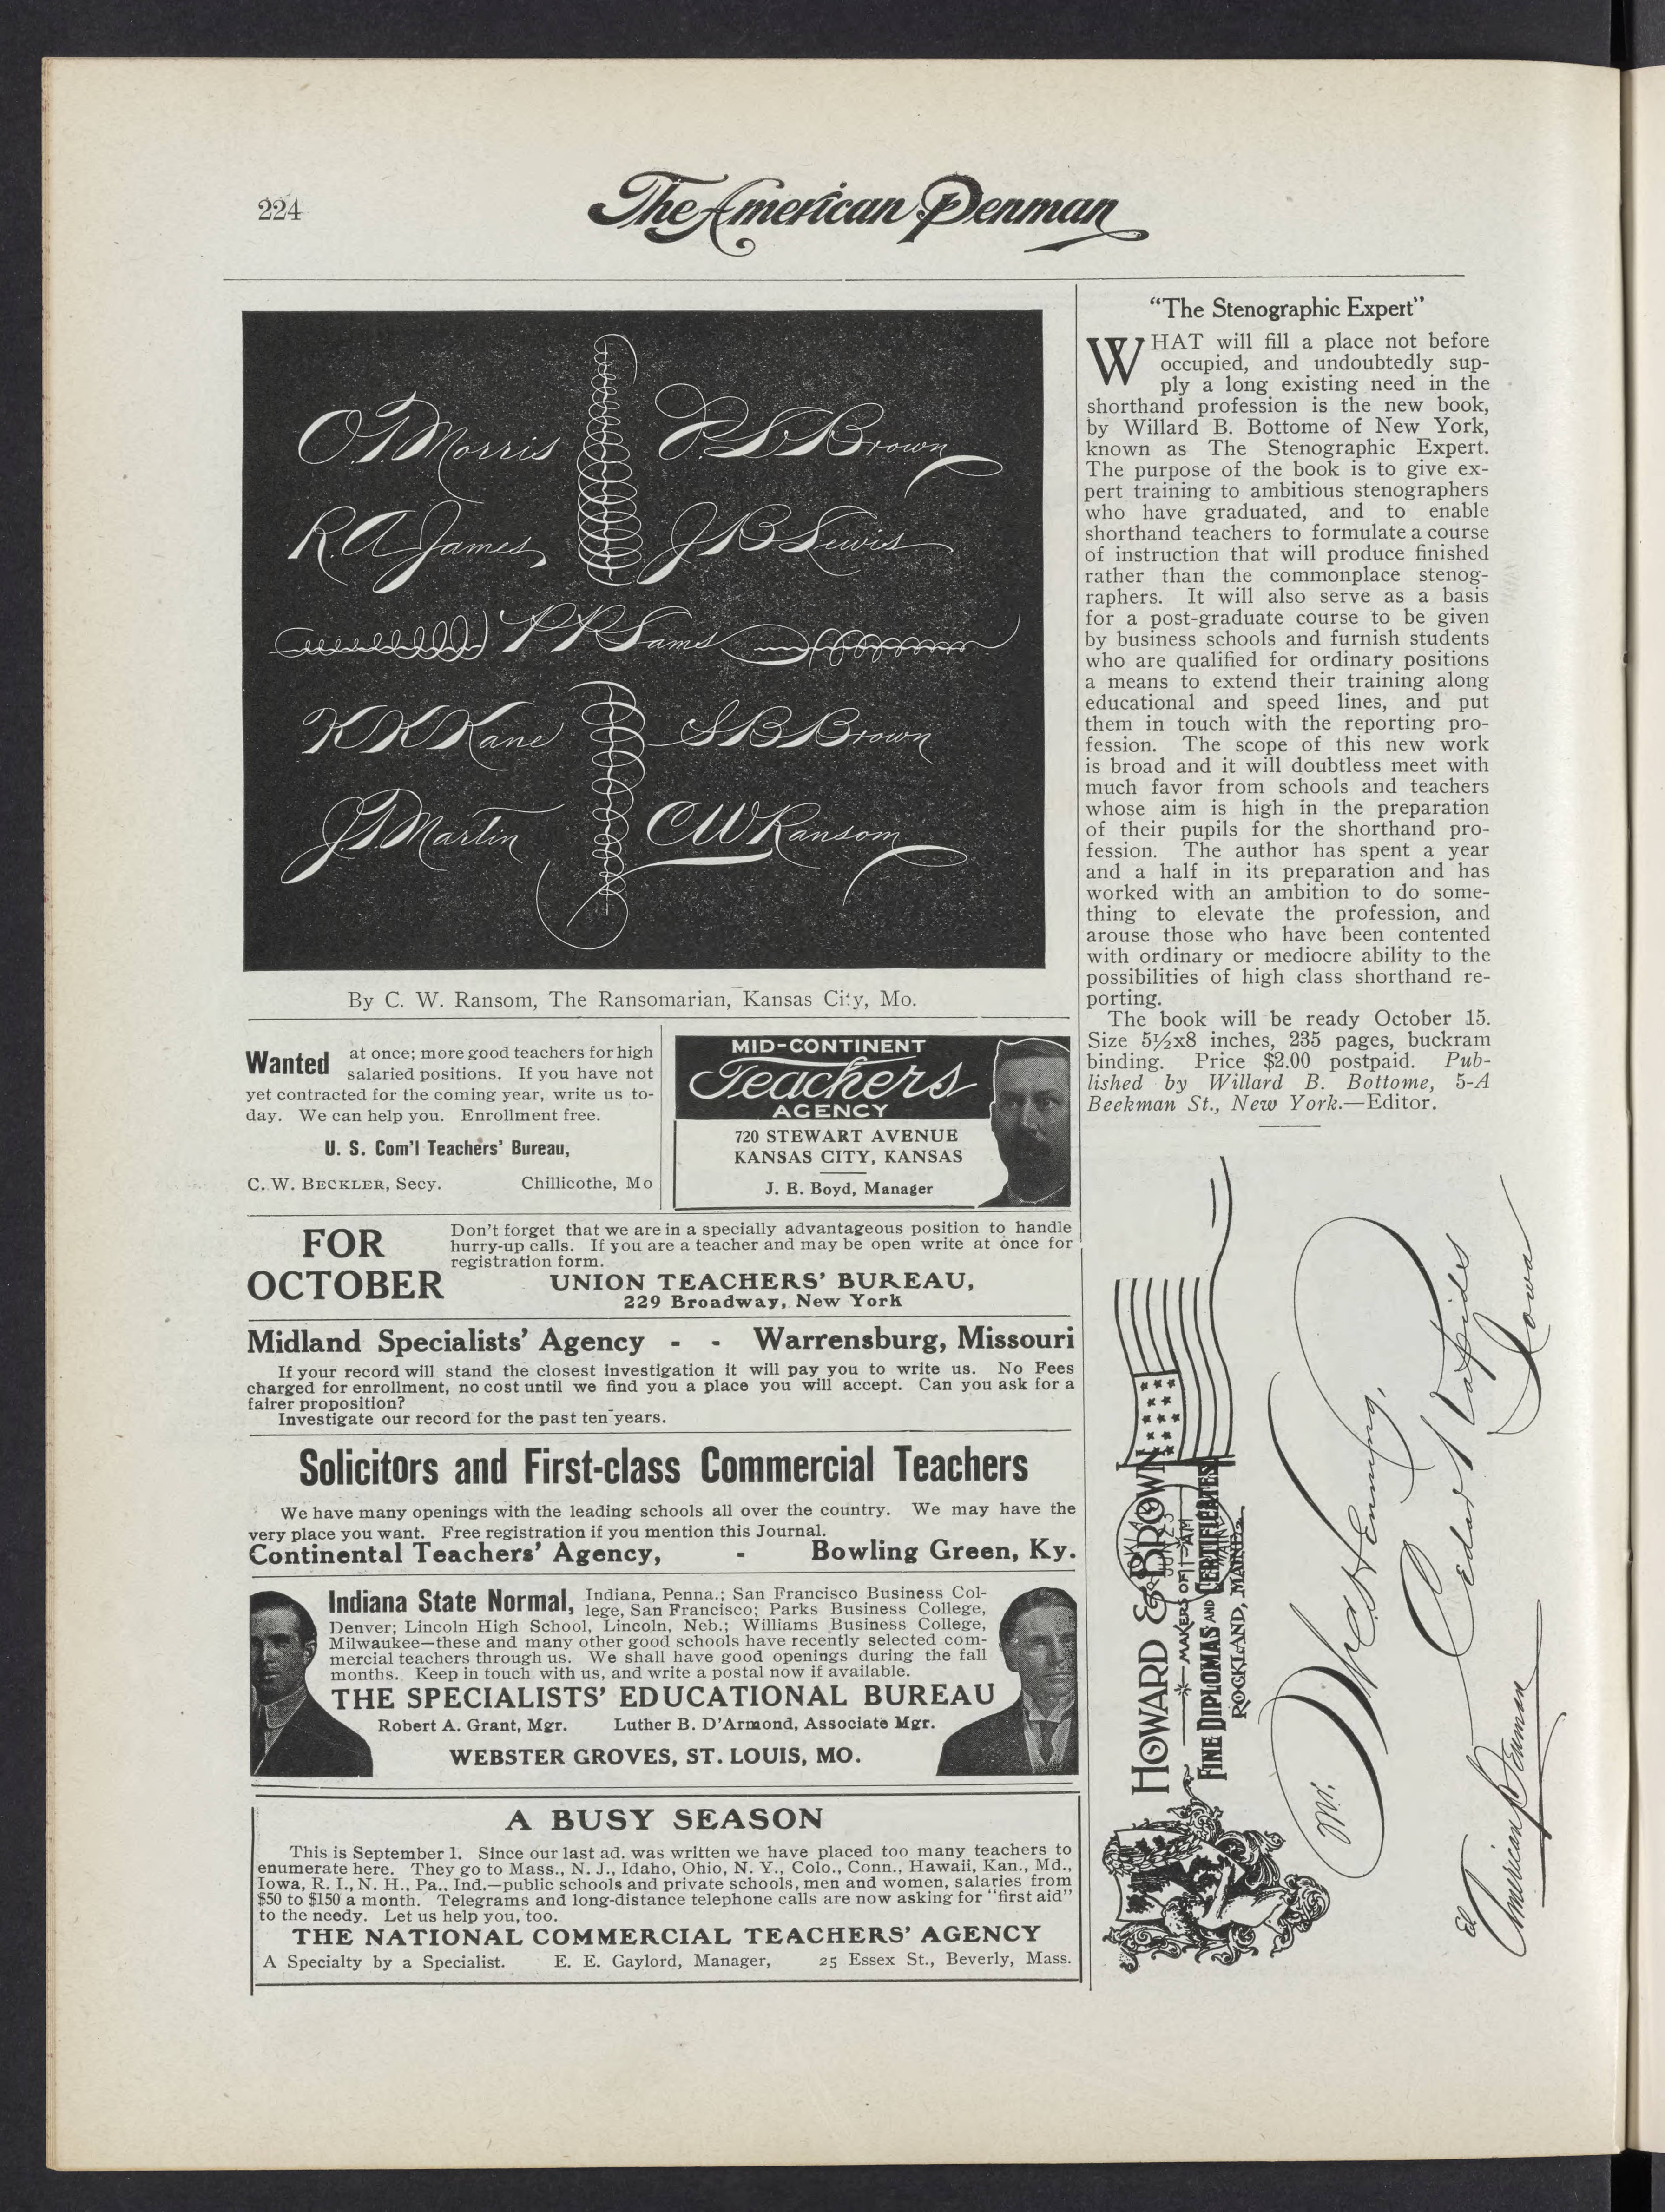 224
The American Penman
O.T. Morris
P.S. Brown
R.A. James
J B Lewis
P P Sames
K K Kane
S B Brown
J.T. Martin
C W Ransom
By C. W. Ransom, The Ransomarian, Kansas City, Mo.
Wanted at once; more good teachers for high
salaried positions. If you have not
yet contracted for the coming year, write us to-
day. We can help you. Enrollment free.
U. S. Com'l Teachers' Bureau,
C. W. BECKLER, Secy. Chillicothe, Mo
MID-CONTINENT
Teachers
AGENCY
720 STEWART AVENUE
KANSAS CITY, KANSAS
J. E. Boyd, Manager
FOR
OCTOBER
Don't forget that we are in a specially advantageous position to handle
hurry-up calls. If you are a teacher and may be open write at once for
registration form.
UNION TEACHERS' BUREAU,
229 Broadway, New York
Midland Specialists' Agency - - Warrensburg, Missouri
If your record will stand the closest investigation it will pay you to write us. No Fees
charged for enrollment, no cost until we find you a place you will accept. Can you ask for a
fairer proposition?
Investigate our record for the past ten years.
Solicitors and First-class Commercial Teachers
We have many openings with the leading schools all over the country. We may have the
very place you want. Free registration if you mention this Journal.
Continental Teachers' Agency, - Bowling Green, Ky.
Indiana State Normal, Indiana, Penna.; San Francisco Business Col-
lege, San Francisco; Parks Business College,
Denver; Lincoln High School, Lincoln, Neb.; Williams Business College,
Milwaukee—these and many other good schools have recently selected com-
mercial teachers through us. We shall have good openings during the fall
months. Keep in touch with us, and write a postal now if available.
THE SPECIALISTS' EDUCATIONAL BUREAU
Robert A. Grant, Mgr. Luther B. D'Armond, Associate Mgr.
WEBSTER GROVES, ST. LOUIS, MO.
A BUSY SEASON
This is September 1. Since our last ad. was written we have placed too many teachers to
enumerate here. They go to Mass., N. J., Idaho, Ohio, N. Y., Colo., Conn., Hawaii, Kan., Md.,
Iowa, R. I., N. H., Pa., Ind.—public schools and private schools, men and women, salaries from
$50 to $150 a month. Telegrams and long-distance telephone calls are now asking for "first aid"
to the needy. Let us help you, too.
THE NATIONAL COMMERCIAL TEACHERS' AGENCY
A Specialty by a Specialist. E. E. Gaylord, Manager, 25 Essex St., Beverly, Mass.
"The Stenographic Expert"
WHAT will fill a place not before
occupied, and undoubtedly sup-
ply a long existing need in the
shorthand profession is the new book,
by Willard B. Bottome of New York,
known as The Stenographic Expert.
The purpose of the book is to give ex-
pert training to ambitious stenographers
who have graduated, and to enable
shorthand teachers to formulate a course
of instruction that will produce finished
rather than the commonplace stenog-
raphers. It will also serve as a basis
for a post-graduate course to be given
by business schools and furnish students
who are qualified for ordinary positions
a means to extend their training along
educational and speed lines, and put
them in touch with the reporting pro-
fession. The scope of this new work
is broad and it will doubtless meet with
much favor from schools and teachers
whose aim is high in the preparation
of their pupils for the shorthand pro-
fession. The author has spent a year
and a half in its preparation and has
worked with an ambition to do some-
thing to elevate the profession, and
arouse those who have been contented
with ordinary or mediocre ability to the
possibilities of high class shorthand re-
porting.
The book will be ready October 15.
Size 5½x8 inches, 235 pages, buckram
binding. Price $2.00 postpaid. Pub-
lished by Willard B. Bottome, 5-A
Beekman St., New York.—Editor.
HOWARD & BROWN
MAKERS OF
FINE DIPLOMAS AND CERTIFICATES
ROCKLAND, MAINE
Mr.
Cedar Rapids
Iowa
Ed.
American Penman